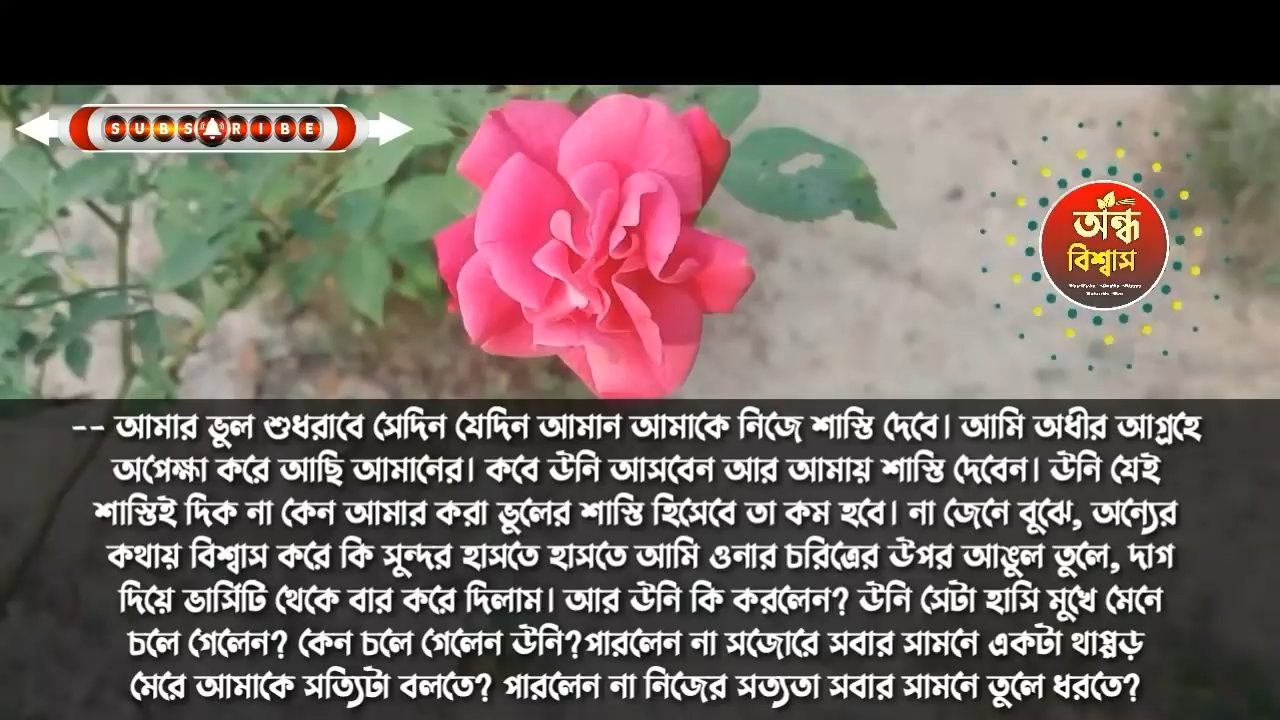 SUBSCRIBE
অন্ধ
বিশ্বাস
-- আমার ভুল শুধরাবে সেদিন যেদিন আমান আমাকে নিজে শাস্তি দেবে। আমি অধীর আগ্রহে
অপেক্ষা করে আছি আমানের। কবে উনি আসবেন আর আমায় শাস্তি দেবেন। উনি যেই
শাস্তিই দিক না কেন আমার করা ভুলের শাস্তি হিসেবে তা কম হবে। না জেনে বুঝে, অন্যের
কথায় বিশ্বাস করে কি সুন্দর হাসতে হাসতে আমি ওনার চরিত্রের উপর আঙুল তুলে, দাগ
দিয়ে ভার্সিটি থেকে বার করে দিলাম। আর উনি কি করলেন? উনি সেটা হাসি মুখে মেনে
চলে গেলেন? কেন চলে গেলেন উনি?পারলেন না সজোরে সবার সামনে একটা থাপ্পড়
মেরে আমাকে সত্যিটা বলতে? পারলেন না নিজের সত্যতা সবার সামনে তুলে ধরতে?